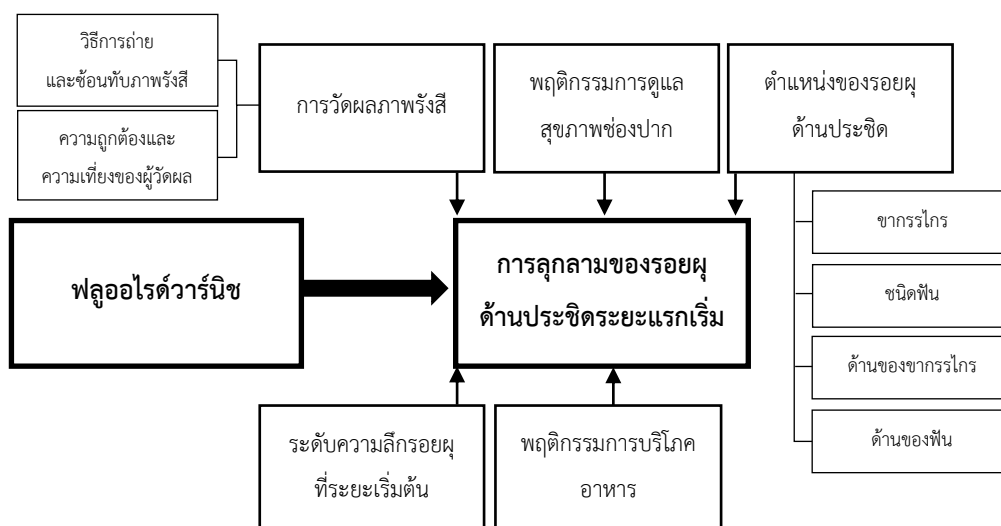 วิธีการถ่าย
และซ้อนทับภาพรังสี
ความถูกต้องและ
ความเที่ยงของผู้วัดผล
การวัดผลภาพรังสี
พฤติกรรมการดูแล
สุขภาพช่องปาก
ตำแหน่งของรอยผุ
ด้านประชิด
ฟลูออไรด์วาร์นิช
การลุกลามของรอยผุ
ด้านประชิดระยะแรกเริ่ม
ขากรรไกร
ชนิดฟัน
ด้านของขากรรไกร
ด้านของฟัน
ระดับความลึกรอยผุ
ที่ระยะเริ่มต้น
พฤติกรรมการบริโภค
อาหาร